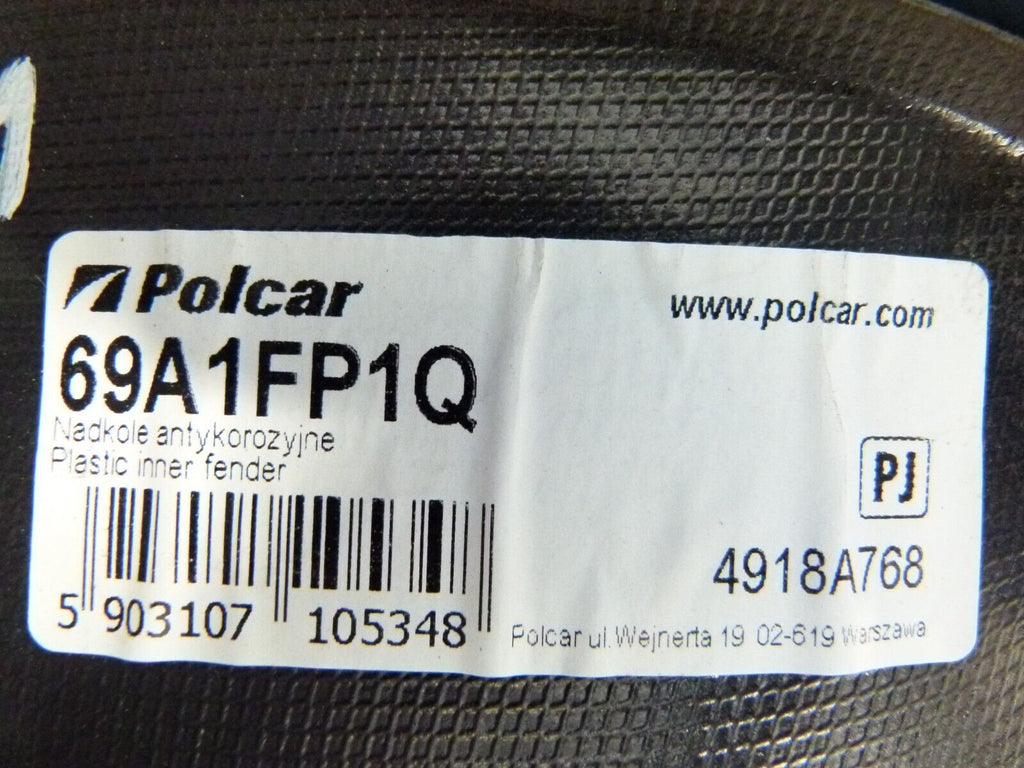 Polcar
www.polcar.com
69A1FP1Q
Nadkole antykorozyjne
Plastic inner fender
PJ
4918A768
5 903107 105348
Polcar ul. Wejnerta 19 02-619 Warszawa